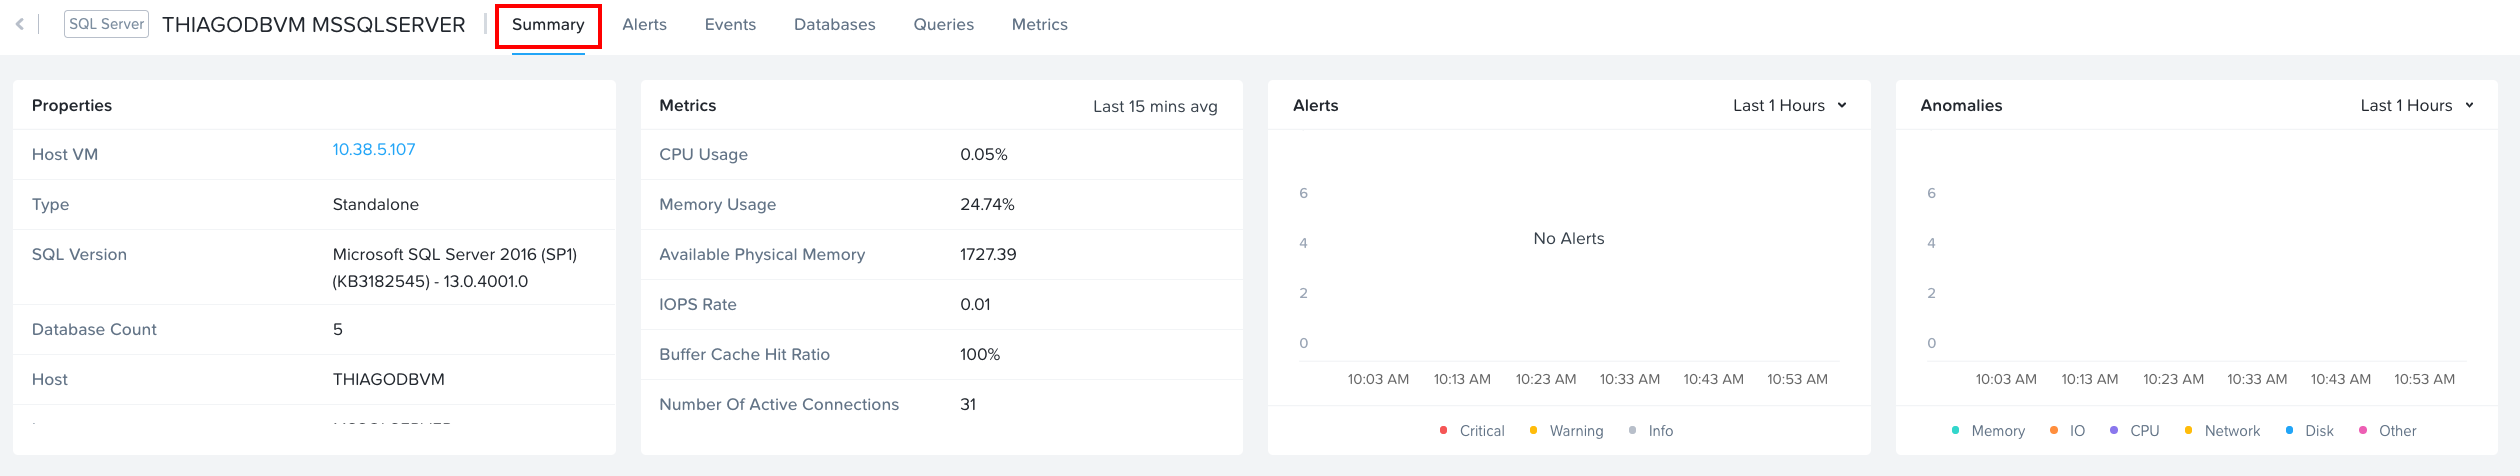 SQL Server THIAGODBVM MSSQLSERVER Summary Alerts Events Databases Queries Metrics
Properties
Host VM 10.38.5.107
Type Standalone
SQL Version Microsoft SQL Server 2016 (SP1)
(KB3182545) - 13.0.4001.0
Database Count 5
Host THIAGODBVM
Metrics Last 15 mins avg
CPU Usage 0.05%
Memory Usage 24.74%
Available Physical Memory 1727.39
IOPS Rate 0.01
Buffer Cache Hit Ratio 100%
Number Of Active Connections 31
Alerts Last 1 Hours
6
No Alerts
4
2
0
10:03 AM 10:13 AM 10:23 AM 10:33 AM 10:43 AM 10:53 AM
Critical Warning Info
Anomalies Last 1 Hours
6
4
2
0
10:03 AM 10:13 AM 10:23 AM 10:33 AM 10:43 AM 10:53 AM
Memory IO CPU Network Disk Other